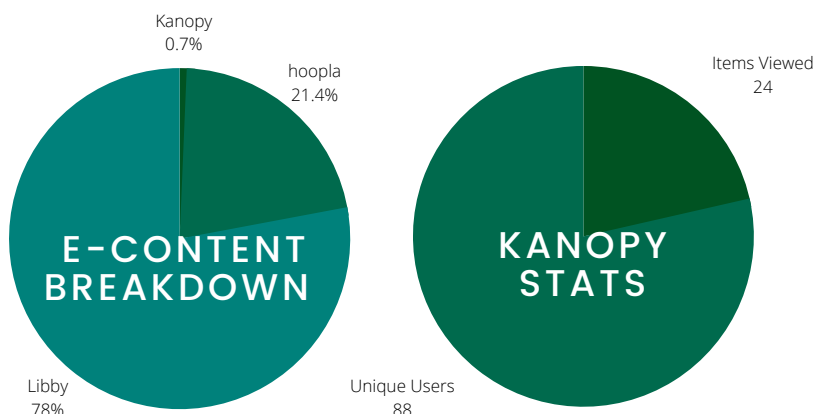 Kanopy
0.7%
hoopla
21.4%
E-CONTENT
BREAKDOWN
Libby
78%
Items Viewed
24
KANOPY
STATS
Unique Users
88